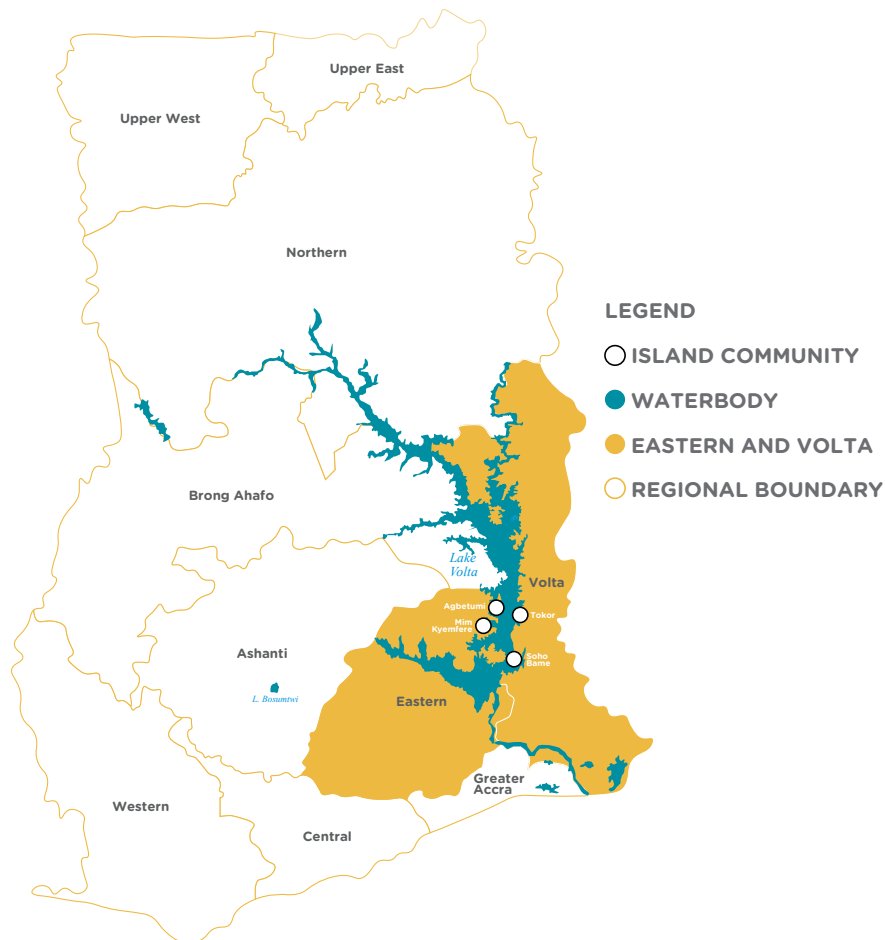 Upper East
Upper West
Northern
LEGEND
ISLAND COMMUNITY
WATERBODY
EASTERN AND VOLTA
REGIONAL BOUNDARY
Brong Ahafo
Lake
Volta
Volta
Agbetumi
Tokor
Mim
Kyemfere
Ashanti
Soho
Bame
L. Bosumtwi
Eastern
Greater
Accra
Western
Central